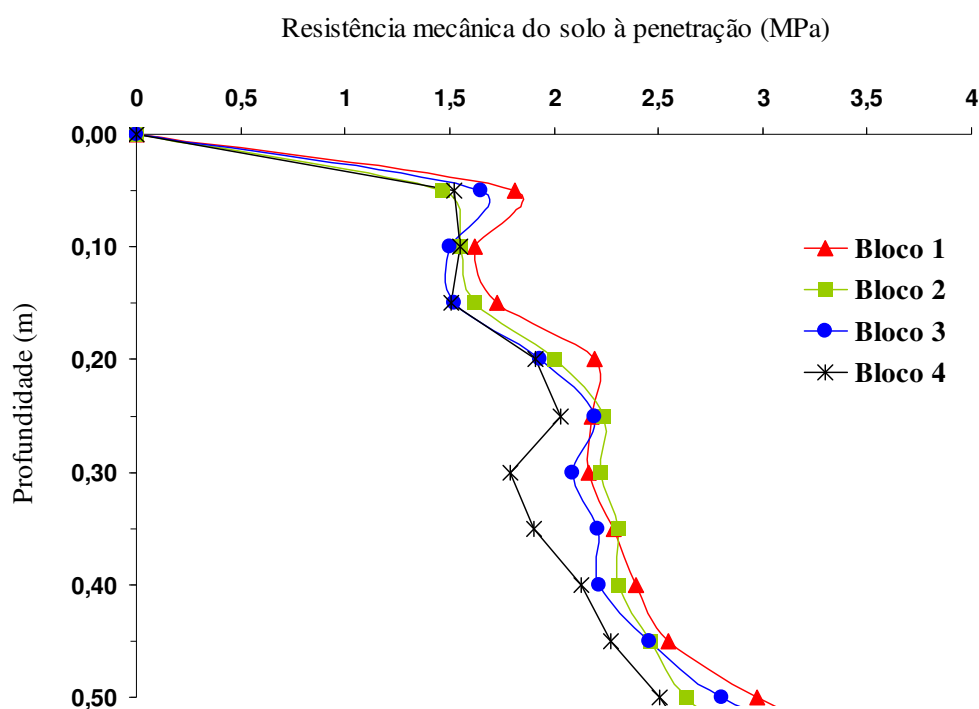 Resistência mecânica do solo à penetração (MPa)
0 0,5 1 1,5 2 2,5 3 3,5 4
0,00
0,10
0,20
0,30
0,40
0,50
Profundidade (m)
Bloco 1
Bloco 2
Bloco 3
Bloco 4